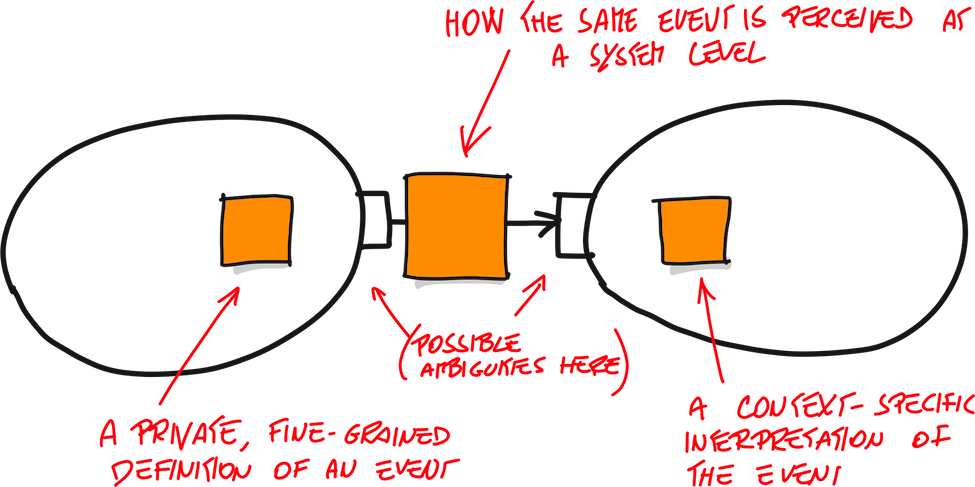 HOW THE SAME EVENT IS PERCEIVED AT
A SYSTEM LEVEL
(POSSIBLE
AMBIGUITIES HERE)
A PRIVATE, FINE-GRAINED
DEFINITION OF AN EVENT
A CONTEXT-SPECIFIC
INTERPRETATION OF
THE EVENT